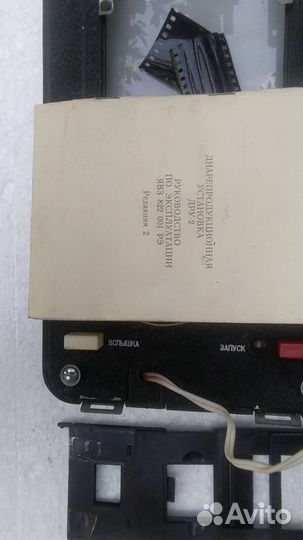 ДИАРЕПРОДУКЦИОННАЯ
УСТАНОВКА
ДРУ-2
РУКОВОДСТВО
ПО ЭКСПЛУАТАЦИИ
ЯВЗ 822 001 РЭ
Редакция 2
ВСПЫШКА
ЗАПУСК
Avito